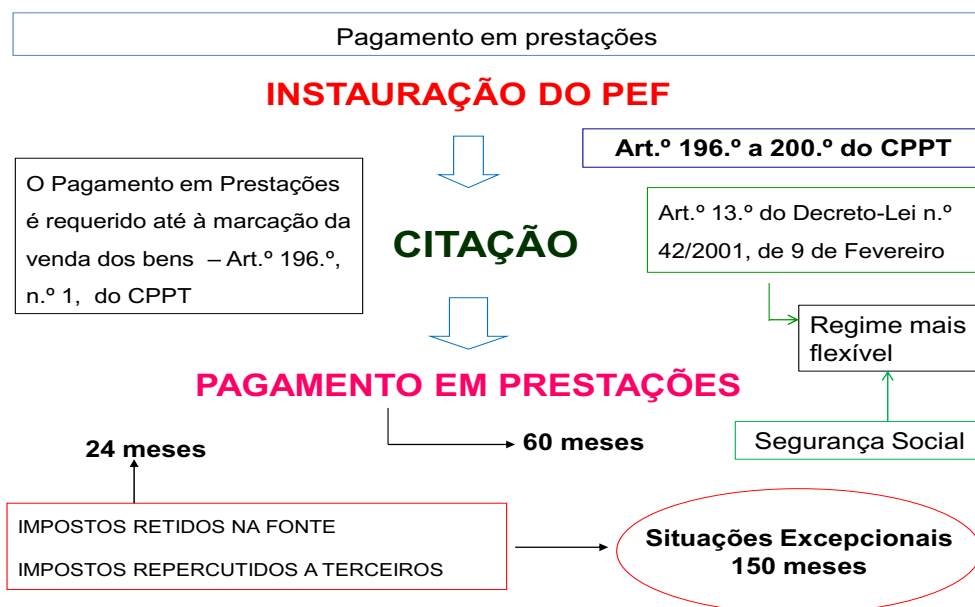 Pagamento em prestações
INSTAURAÇÃO DO PEF
Art.º 196.º a 200.º do CPPT
O Pagamento em Prestações
é requerido até à marcação da
venda dos bens – Art.º 196.º,
n.º 1, do CPPT
CITAÇÃO
Art.º 13.º do Decreto-Lei n.º
42/2001, de 9 de Fevereiro
Regime mais
flexível
PAGAMENTO EM PRESTAÇÕES
Segurança Social
24 meses
60 meses
IMPOSTOS RETIDOS NA FONTE
IMPOSTOS REPERCUTIDOS A TERCEIROS
Situações Excepcionais
150 meses